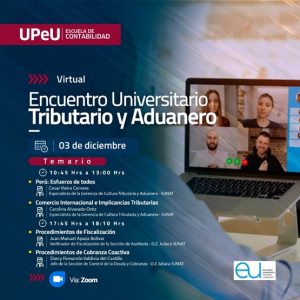 UPeU
ESCUELA DE
CONTABILIDAD
Virtual
Encuentro Universitario
Tributario y Aduanero
03 de diciembre
Temario
10:45 Hrs a 13:00 Hrs
Perú: Esfuerzo de todos
Cesar Vieira Cervera
Especialista de la Gerencia de Cultura Tributaria y Aduanera - SUNAT
Comercio Internacional e Implicancias Tributarias
Carolina Alvarado Ortiz
Especialista de la Gerencia de Cultura Tributaria y Aduanera - SUNAT
17:45 Hrs a 18:10 Hrs
Procedimientos de Fiscalización
Juan Manuel Apaza Bolivar
Verificador de Fiscalización de la Sección de Auditoría - O.Z. Juliaca SUNAT
Procedimientos de Cobranza Coactiva
Darcy Fernando Valdivia del Castillo
Jefe de la Sección de Control de la Deuda y Cobranza - O.Z Juliaca SUNAT
Via: Zoom
eu